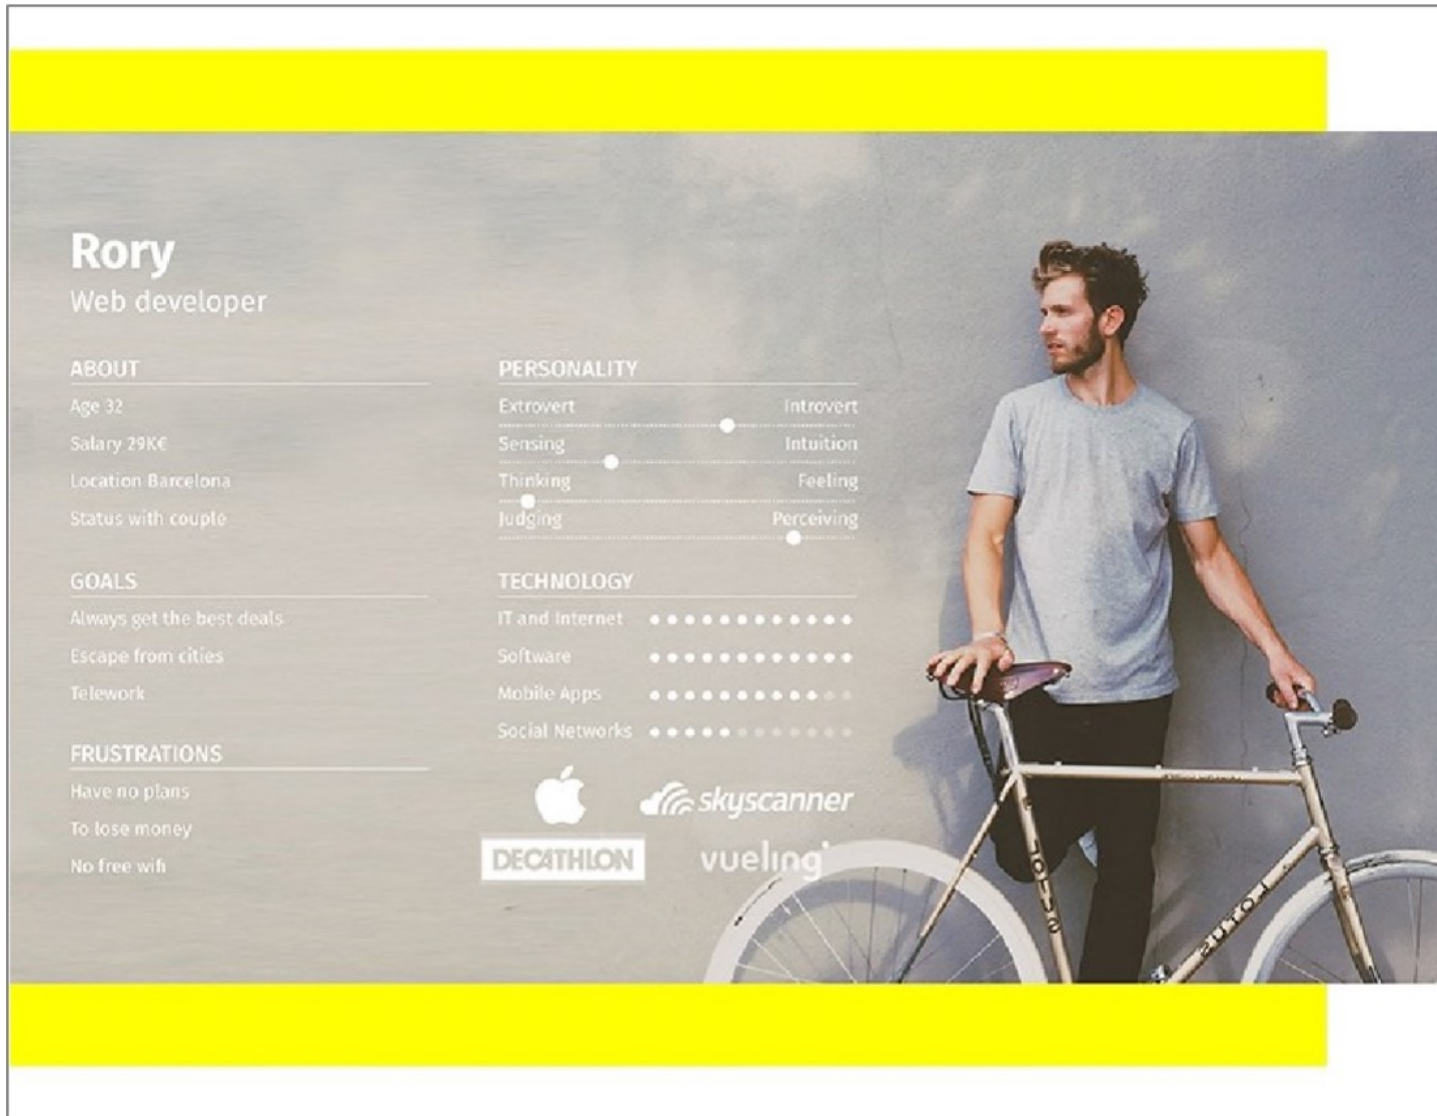 Rory
Web developer
ABOUT
Age 32
Salary 29K€
Location Barcelona
Status with couple
GOALS
Always get the best deals
Escape from cities
Telework
FRUSTRATIONS
Have no plans
To lose money
No free wifi
PERSONALITY
Extrovert Introvert
Sensing Intuition
Thinking Feeling
Judging Perceiving
TECHNOLOGY
IT and Internet
Software
Mobile Apps
Social Networks
skyscanner
DECATHLON
vueling
LOTUS
LOTUS